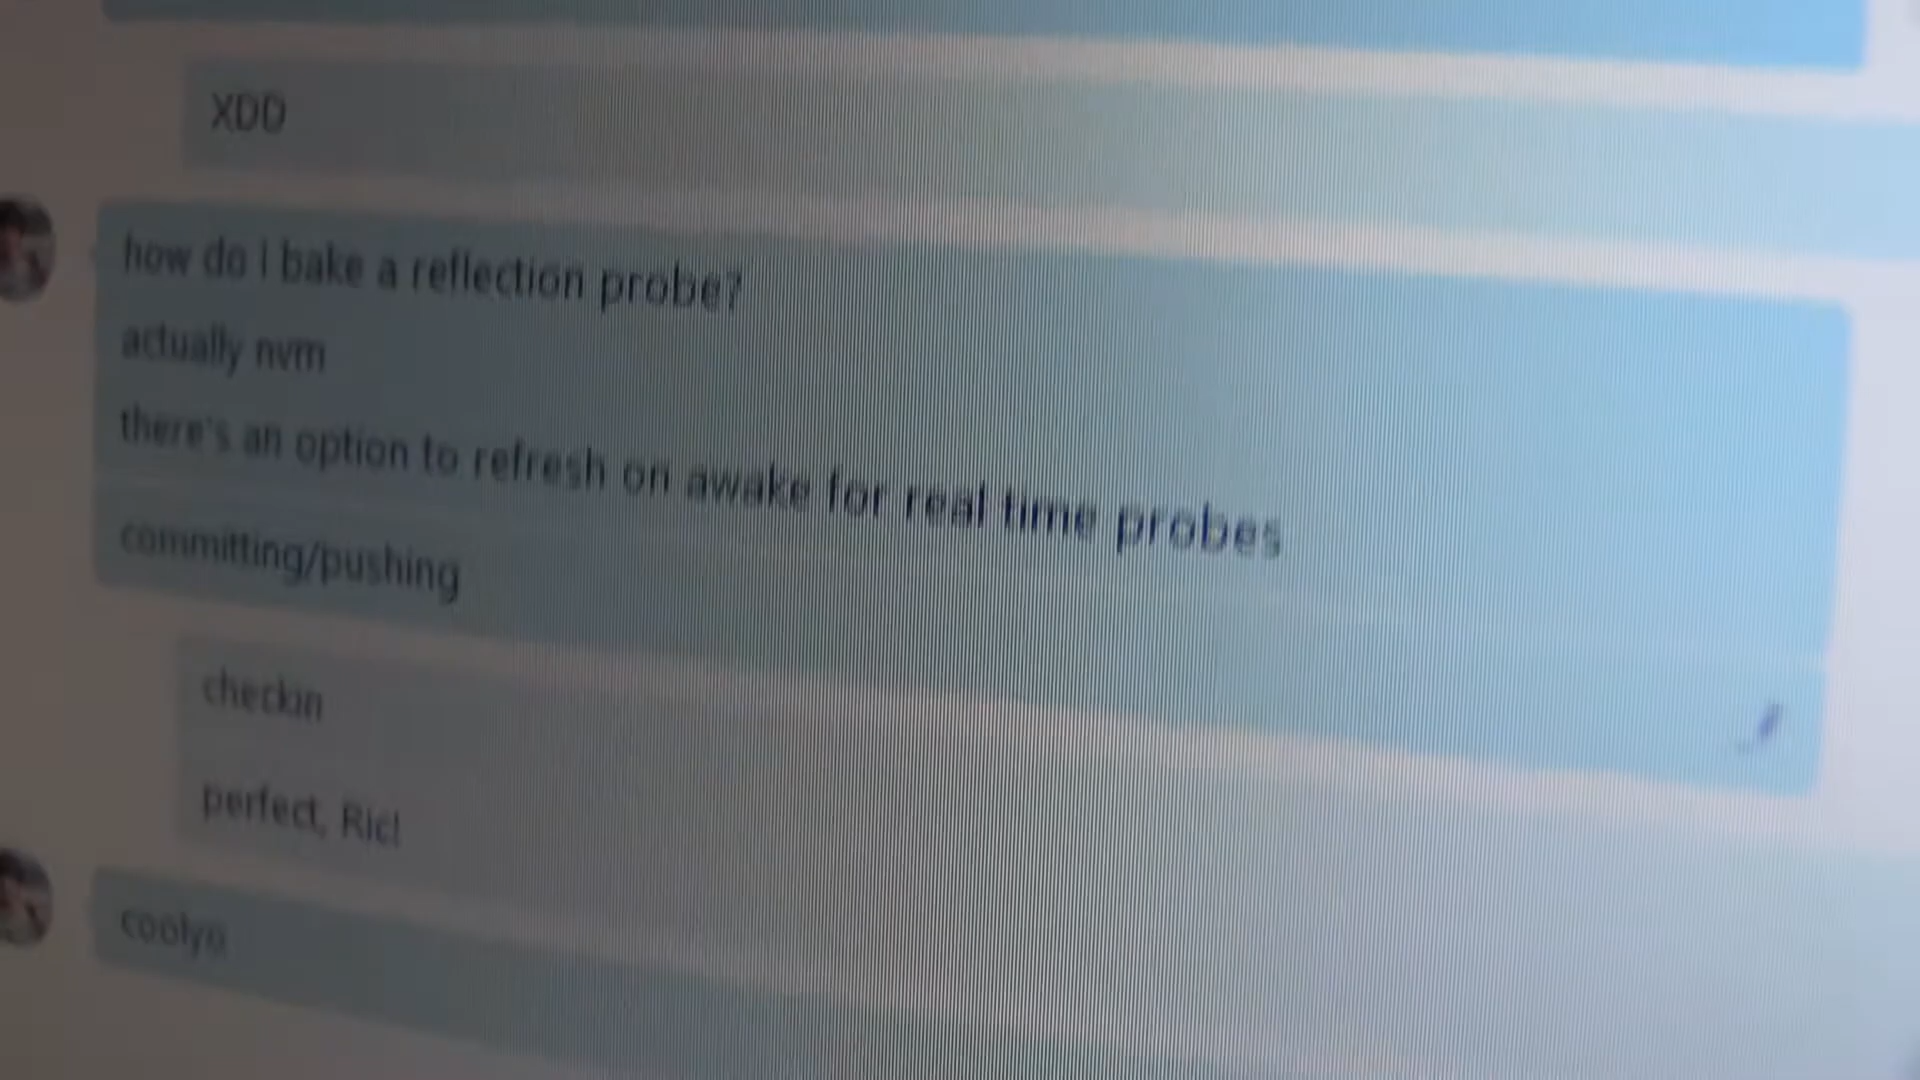 XDD
how do i bake a reflection probe?
actually nvm
there's an option to refresh on awake for real time probes
committing/pushing
checkin
perfect, Ric!
coolyo